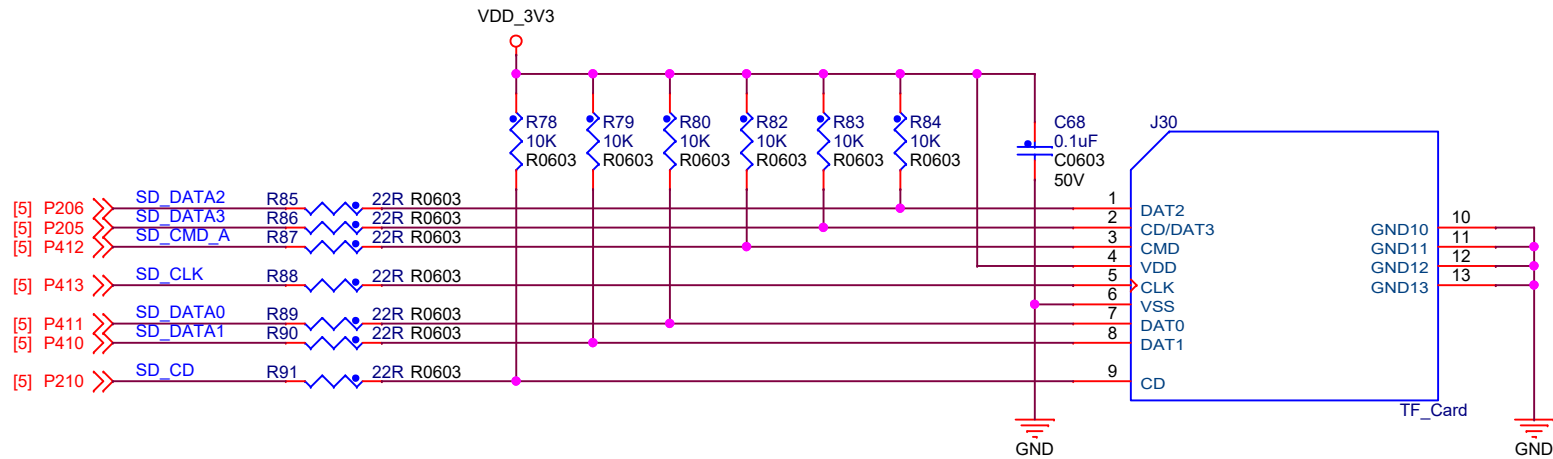 VDD_3V3
R78 R79 R80 R82 R83 R84 C68 J30
10K 10K 10K 10K 10K 10K 0.1uF
R0603 R0603 R0603 R0603 R0603 R0603 C0603
50V
[5] P206 SD_DATA2 R85 22R R0603 1 DAT2
[5] P205 SD_DATA3 R86 22R R0603 2 CD/DAT3 GND10 10
[5] P412 SD_CMD_A R87 22R R0603 3 CMD GND11 11
4 VDD GND12 12
[5] P413 SD_CLK R88 22R R0603 5 CLK GND13 13
6 VSS
[5] P411 SD_DATA0 R89 22R R0603 7 DAT0
[5] P410 SD_DATA1 R90 22R R0603 8 DAT1
[5] P210 SD_CD R91 22R R0603 9 CD
TF_Card
GND GND